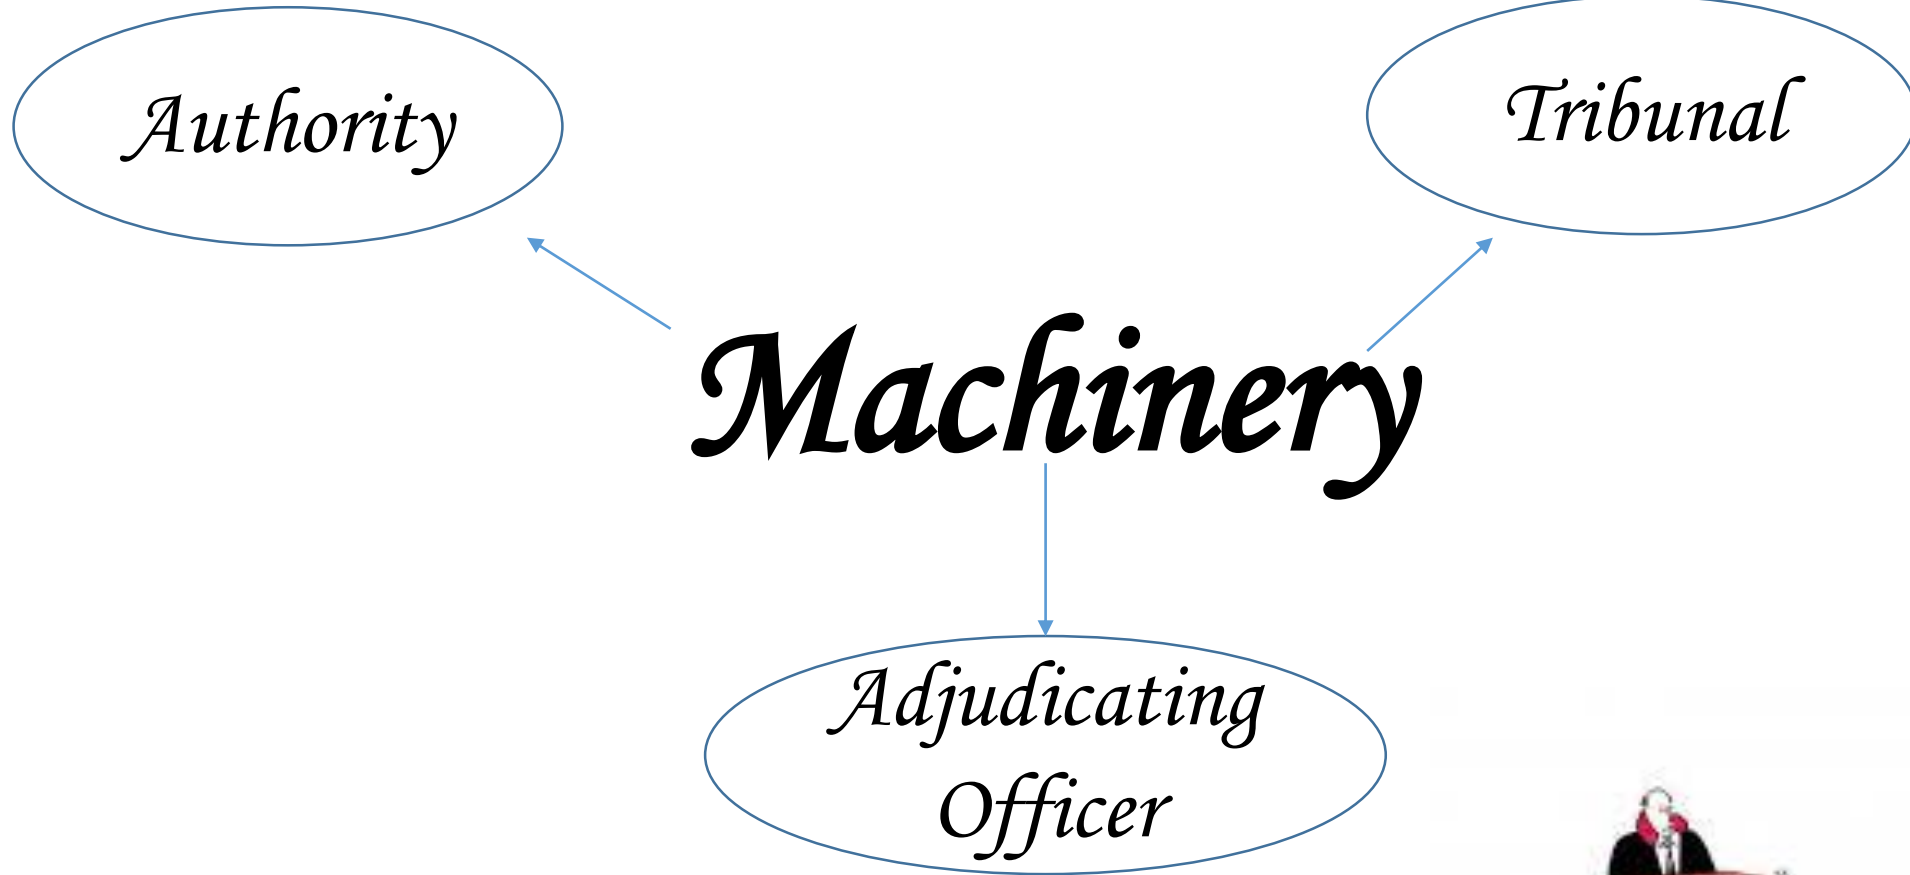 Authority
Tribunal
Machinery
Adjudicating
Officer